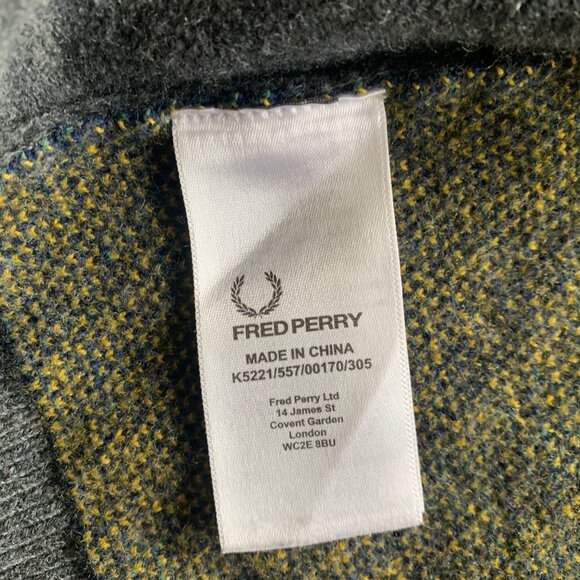 FRED PERRY
MADE IN CHINA
K5221/557/00170/305
Fred Perry Ltd
14 James St
Covent Garden
London
WC2E 8BU